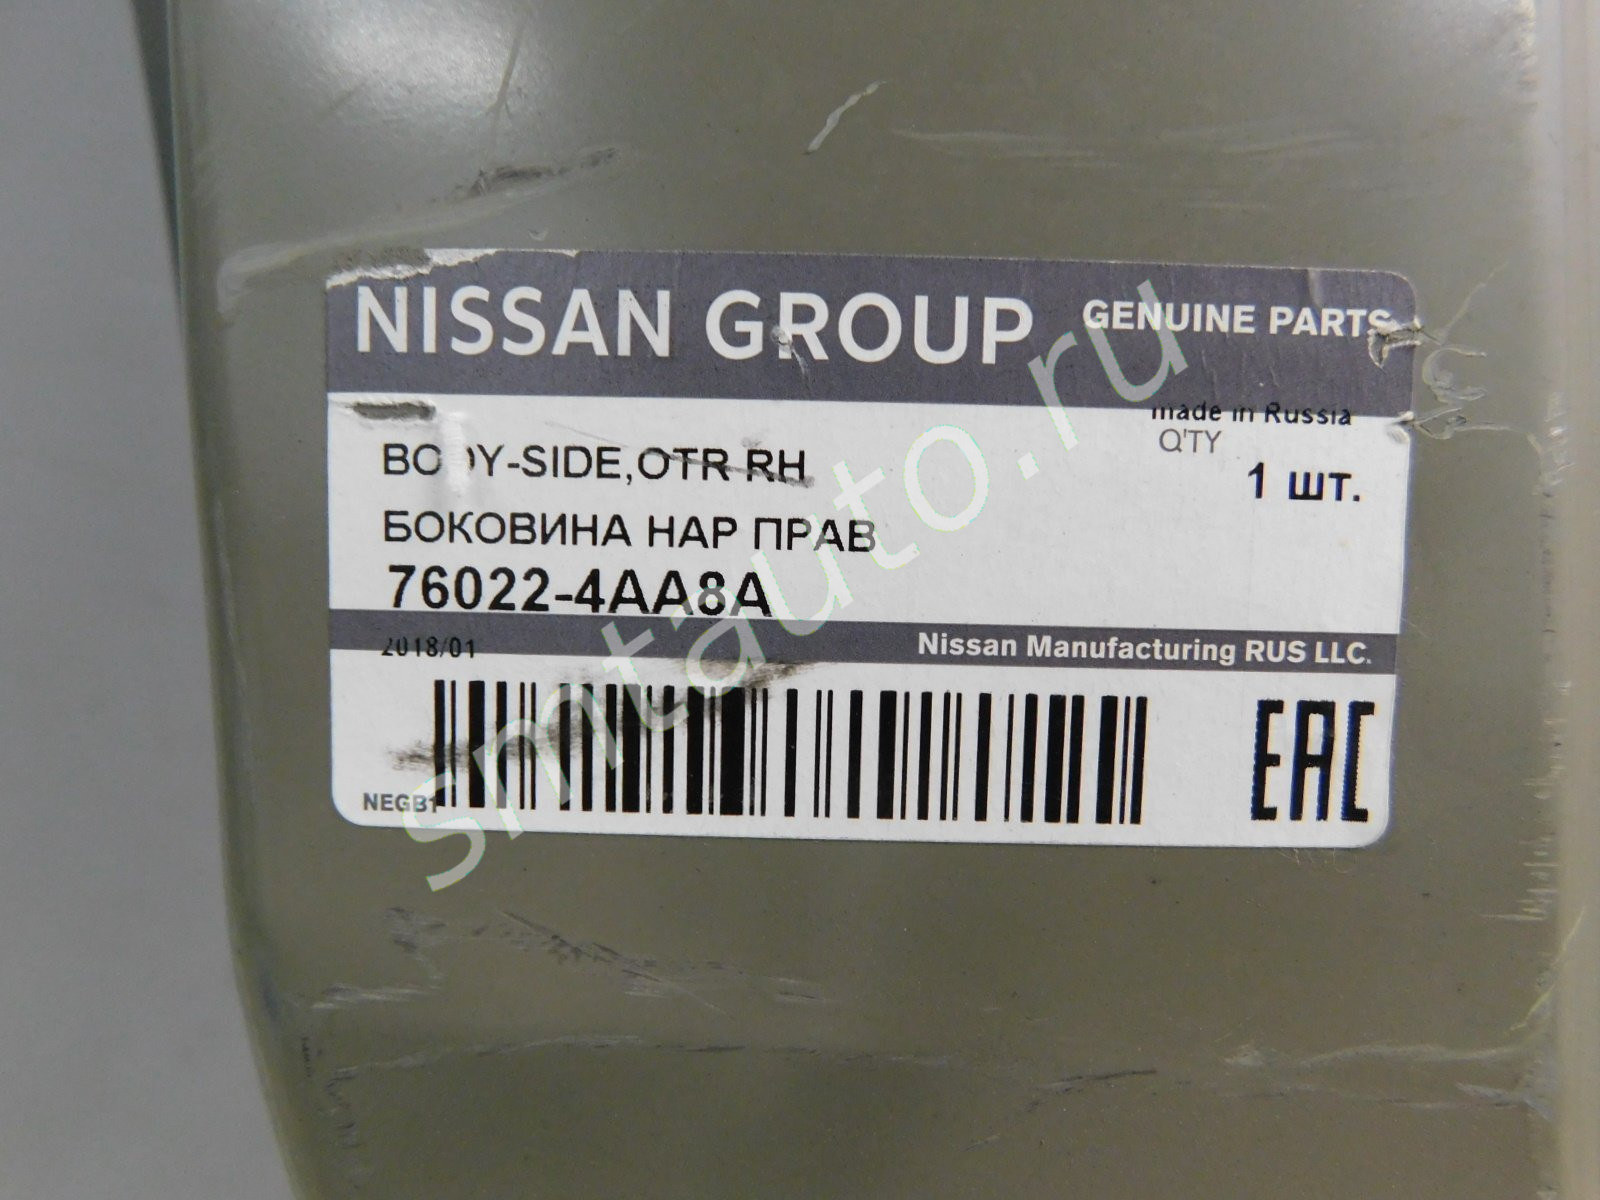 NISSAN GROUP GENUINE PARTS
made in Russia
Q'TY
1 шт.
BODY-SIDE,OTR RH
БОКОВИНА НАР ПРАВ
76022-4AA8A
2018/01 Nissan Manufacturing RUS LLC.
NEGB1
EAC
smtauto.ru